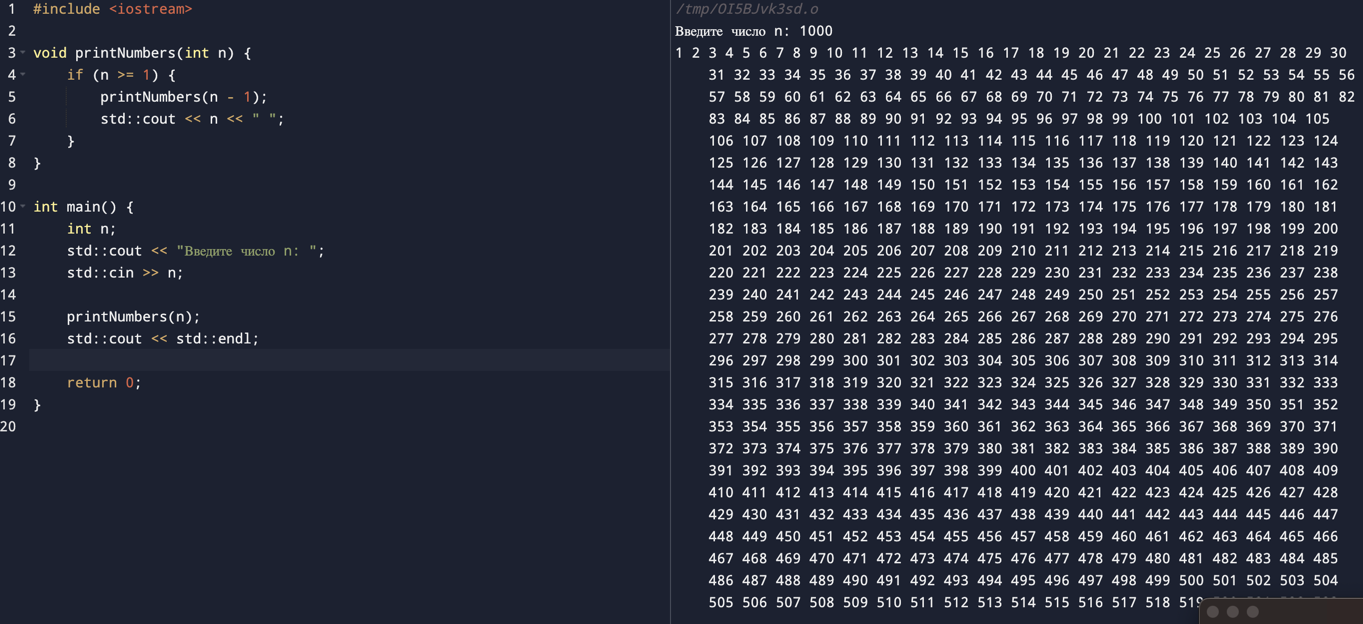 1 #include <iostream>
2
3 void printNumbers(int n) {
4 if (n >= 1) {
5 printNumbers(n - 1);
6 std::cout << n << " ";
7 }
8 }
9
10 int main() {
11 int n;
12 std::cout << "Введите число n: ";
13 std::cin >> n;
14
15 printNumbers(n);
16 std::cout << std::endl;
17
18 return 0;
19 }
20
/tmp/OI5BJvk3sd.o
Введите число n: 1000
1 2 3 4 5 6 7 8 9 10 11 12 13 14 15 16 17 18 19 20 21 22 23 24 25 26 27 28 29 30
31 32 33 34 35 36 37 38 39 40 41 42 43 44 45 46 47 48 49 50 51 52 53 54 55 56
57 58 59 60 61 62 63 64 65 66 67 68 69 70 71 72 73 74 75 76 77 78 79 80 81 82
83 84 85 86 87 88 89 90 91 92 93 94 95 96 97 98 99 100 101 102 103 104 105
106 107 108 109 110 111 112 113 114 115 116 117 118 119 120 121 122 123 124
125 126 127 128 129 130 131 132 133 134 135 136 137 138 139 140 141 142 143
144 145 146 147 148 149 150 151 152 153 154 155 156 157 158 159 160 161 162
163 164 165 166 167 168 169 170 171 172 173 174 175 176 177 178 179 180 181
182 183 184 185 186 187 188 189 190 191 192 193 194 195 196 197 198 199 200
201 202 203 204 205 206 207 208 209 210 211 212 213 214 215 216 217 218 219
220 221 222 223 224 225 226 227 228 229 230 231 232 233 234 235 236 237 238
239 240 241 242 243 244 245 246 247 248 249 250 251 252 253 254 255 256 257
258 259 260 261 262 263 264 265 266 267 268 269 270 271 272 273 274 275 276
277 278 279 280 281 282 283 284 285 286 287 288 289 290 291 292 293 294 295
296 297 298 299 300 301 302 303 304 305 306 307 308 309 310 311 312 313 314
315 316 317 318 319 320 321 322 323 324 325 326 327 328 329 330 331 332 333
334 335 336 337 338 339 340 341 342 343 344 345 346 347 348 349 350 351 352
353 354 355 356 357 358 359 360 361 362 363 364 365 366 367 368 369 370 371
372 373 374 375 376 377 378 379 380 381 382 383 384 385 386 387 388 389 390
391 392 393 394 395 396 397 398 399 400 401 402 403 404 405 406 407 408 409
410 411 412 413 414 415 416 417 418 419 420 421 422 423 424 425 426 427 428
429 430 431 432 433 434 435 436 437 438 439 440 441 442 443 444 445 446 447
448 449 450 451 452 453 454 455 456 457 458 459 460 461 462 463 464 465 466
467 468 469 470 471 472 473 474 475 476 477 478 479 480 481 482 483 484 485
486 487 488 489 490 491 492 493 494 495 496 497 498 499 500 501 502 503 504
505 506 507 508 509 510 511 512 513 514 515 516 517 518 519